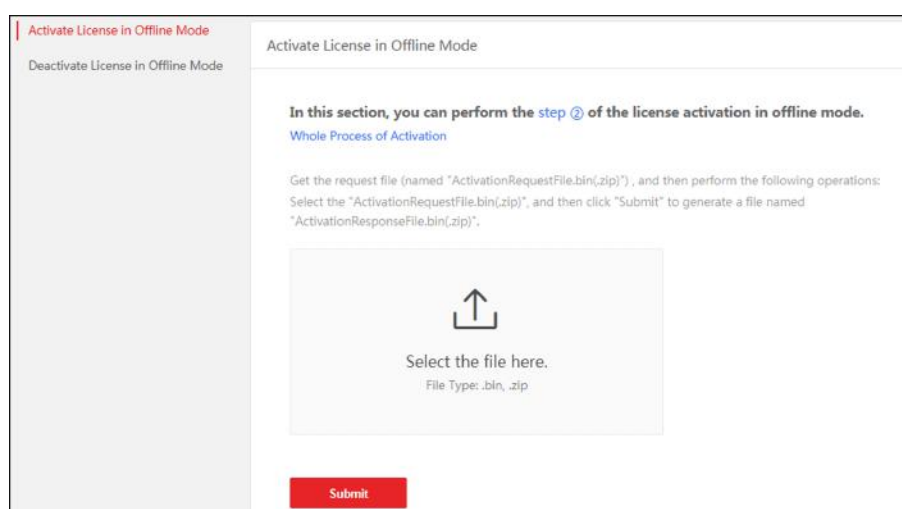 Activate License in Offline Mode
Deactivate License in Offline Mode
Activate License in Offline Mode
In this section, you can perform the step ② of the license activation in offline mode.
Whole Process of Activation
Get the request file (named "ActivationRequestFile.bin(.zip)") , and then perform the following operations:
Select the "ActivationRequestFile.bin(.zip)", and then click "Submit" to generate a file named
"ActivationResponseFile.bin(.zip)".
Select the file here.
File Type: .bin, .zip
Submit